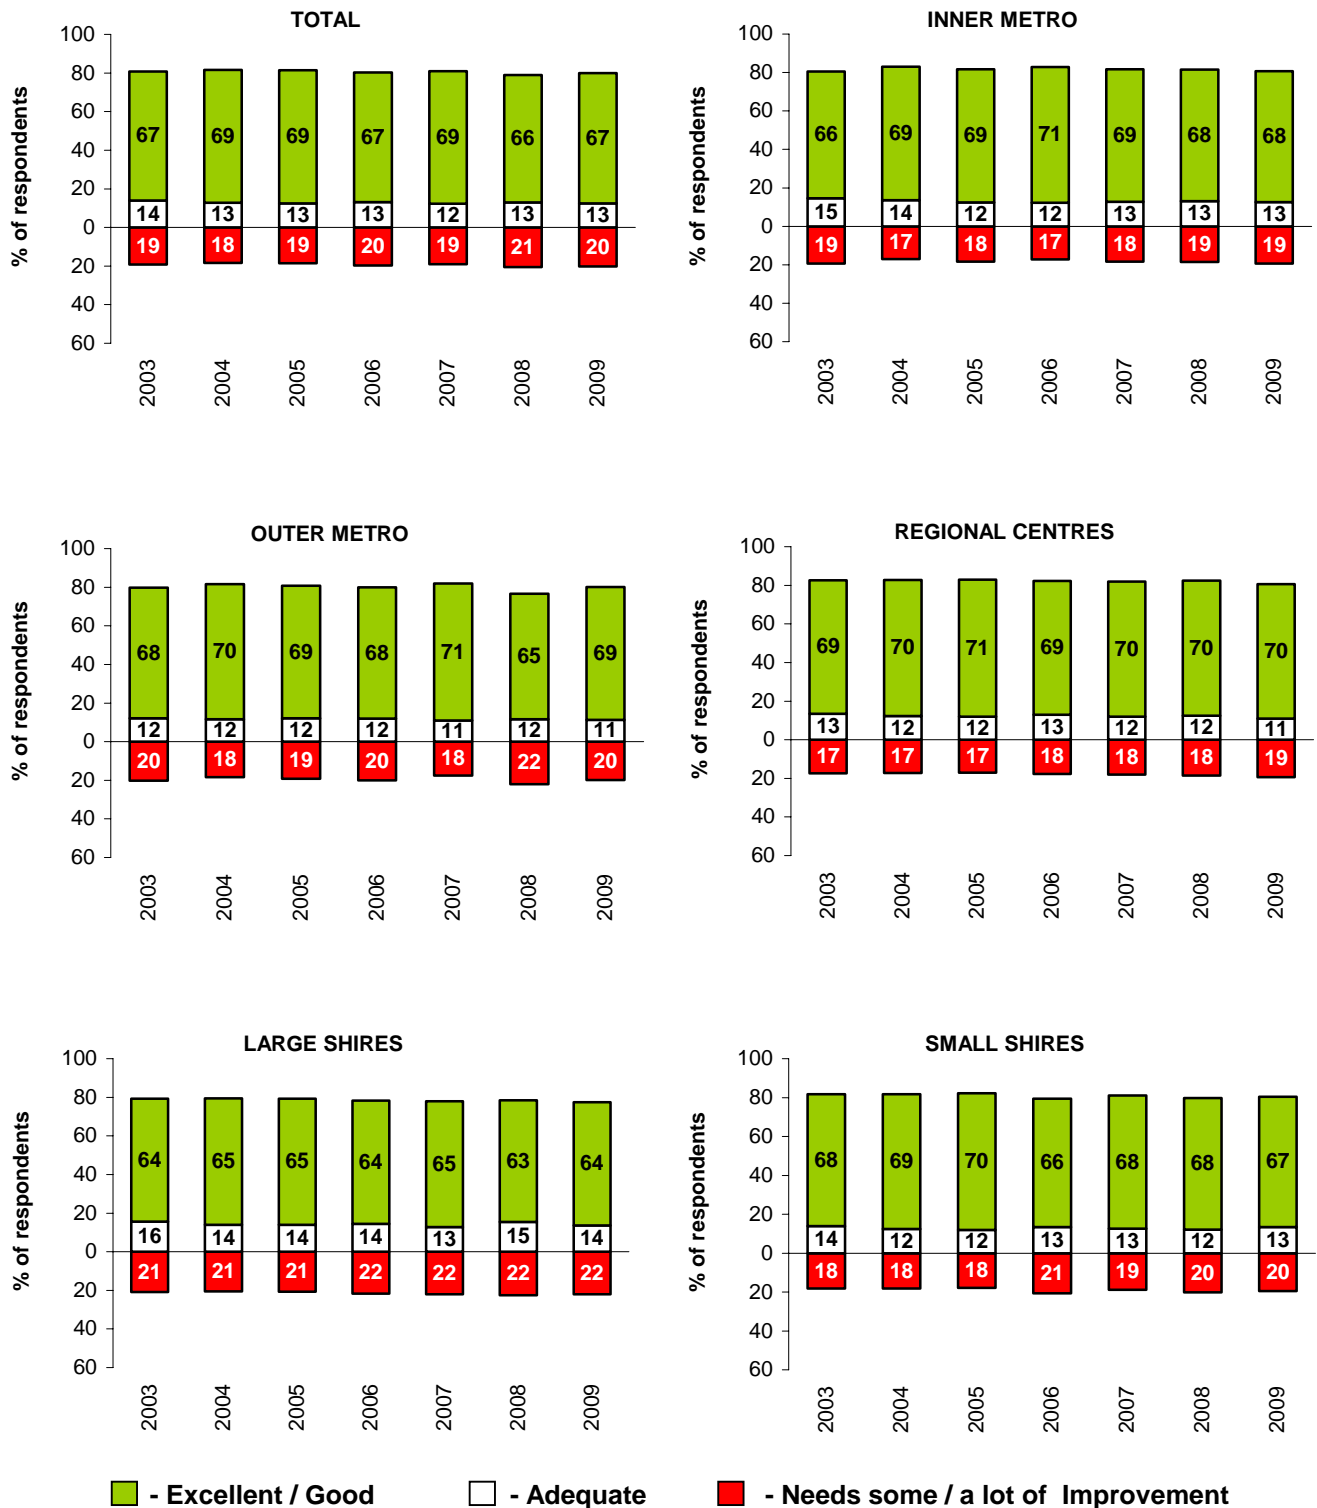 TOTAL
% of respondents
100
80
60
40
20
0
20
40
60
67 69 69 67 69 66 67
14 13 13 13 12 13 13
19 18 19 20 19 21 20
2003 2004 2005 2006 2007 2008 2009
INNER METRO
% of respondents
100
80
60
40
20
0
20
40
60
66 69 69 71 69 68 68
15 14 12 12 13 13 13
19 17 18 17 18 19 19
2003 2004 2005 2006 2007 2008 2009
OUTER METRO
% of respondents
100
80
60
40
20
0
20
40
60
68 70 69 68 71 65 69
12 12 12 12 11 12 11
20 18 19 20 18 22 20
2003 2004 2005 2006 2007 2008 2009
REGIONAL CENTRES
% of respondents
100
80
60
40
20
0
20
40
60
69 70 71 69 70 70 70
13 12 12 13 12 12 11
17 17 17 18 18 18 19
2003 2004 2005 2006 2007 2008 2009
LARGE SHIRES
% of respondents
100
80
60
40
20
0
20
40
60
64 65 65 64 65 63 64
16 14 14 14 13 15 14
21 21 21 22 22 22 22
2003 2004 2005 2006 2007 2008 2009
SMALL SHIRES
% of respondents
100
80
60
40
20
0
20
40
60
68 69 70 66 68 68 67
14 12 12 13 13 12 13
18 18 18 21 19 20 20
2003 2004 2005 2006 2007 2008 2009
- Excellent / Good - Adequate - Needs some / a lot of Improvement